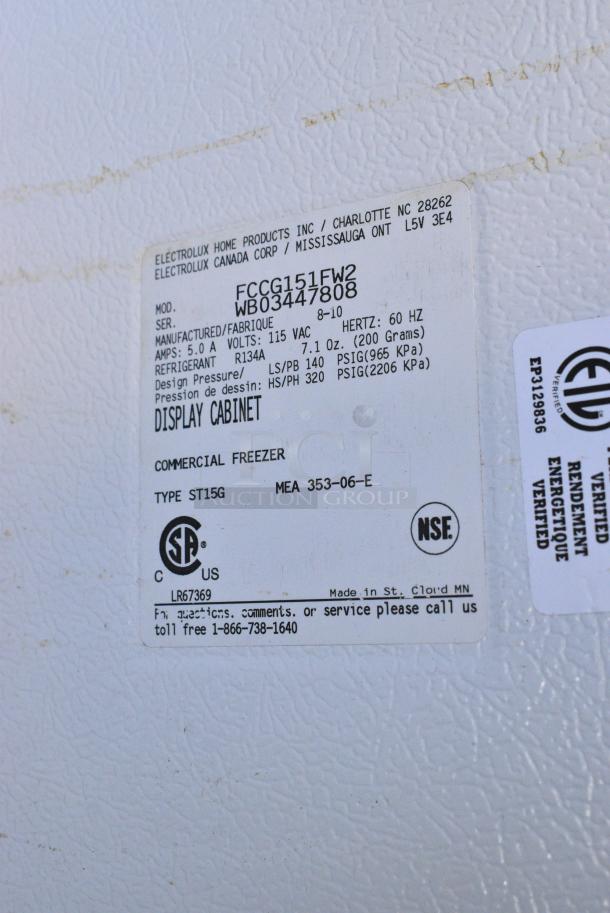 ELECTROLUX HOME PRODUCTS INC / CHARLOTTE NC 28262
ELECTROLUX CANADA CORP / MISSISSAUGA ONT L5V 3E4
MOD. FCCG151FW2
SER. WB03447808
MANUFACTURED/FABRIQUE 8-10
AMPS: 5.0 A VOLTS: 115 VAC HERTZ: 60 HZ
REFRIGERANT R134A 7.1 Oz. (200 Grams)
Design Pressure/ LS/PB 140 PSIG(965 KPa)
Pression de dessin: HS/PH 320 PSIG(2206 KPa)
DISPLAY CABINET
COMMERCIAL FREEZER
TYPE ST15G MEA 353-06-E
PCI
AUCTION GROUP
CSA ®
C US
NSF.
LR67369 Made in St. Cloud MN
questions, comments, or service please call us
toll free 1-866-738-1640
VERIFIED
EP3129836
VERIFIED
RENDEMENT
ENERGETIQUE
VERIFIED